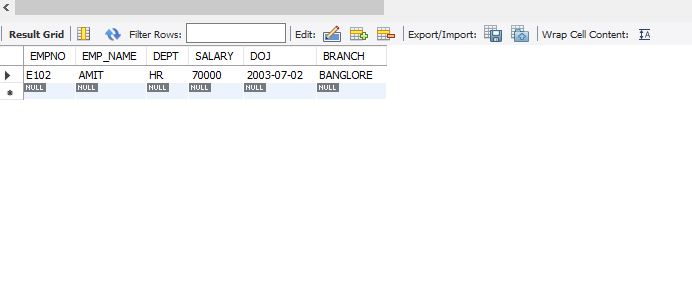 Result Grid Filter Rows: Edit: Export/Import: Wrap Cell Content: IA
EMPNO EMP_NAME DEPT SALARY DOJ BRANCH
E102 AMIT HR 70000 2003-07-02 BANGLORE
NULL NULL NULL NULL NULL NULL